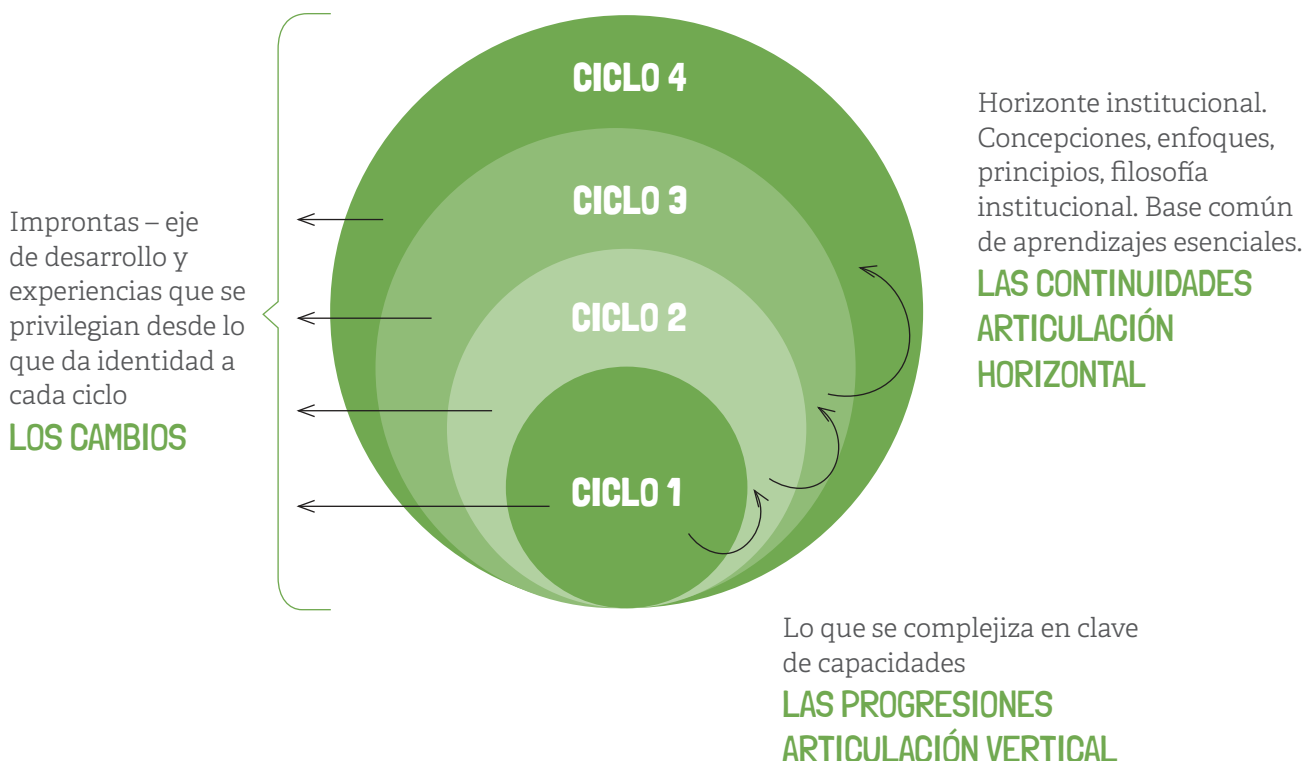 Improntas – eje
de desarrollo y
experiencias que se
privilegian desde lo
que da identidad a
cada ciclo
LOS CAMBIOS
CICLO 4
CICLO 3
CICLO 2
CICLO 1
Horizonte institucional.
Concepciones, enfoques,
principios, filosofía
institucional. Base común
de aprendizajes esenciales.
LAS CONTINUIDADES
ARTICULACIÓN
HORIZONTAL
Lo que se complejiza en clave
de capacidades
LAS PROGRESIONES
ARTICULACIÓN VERTICAL